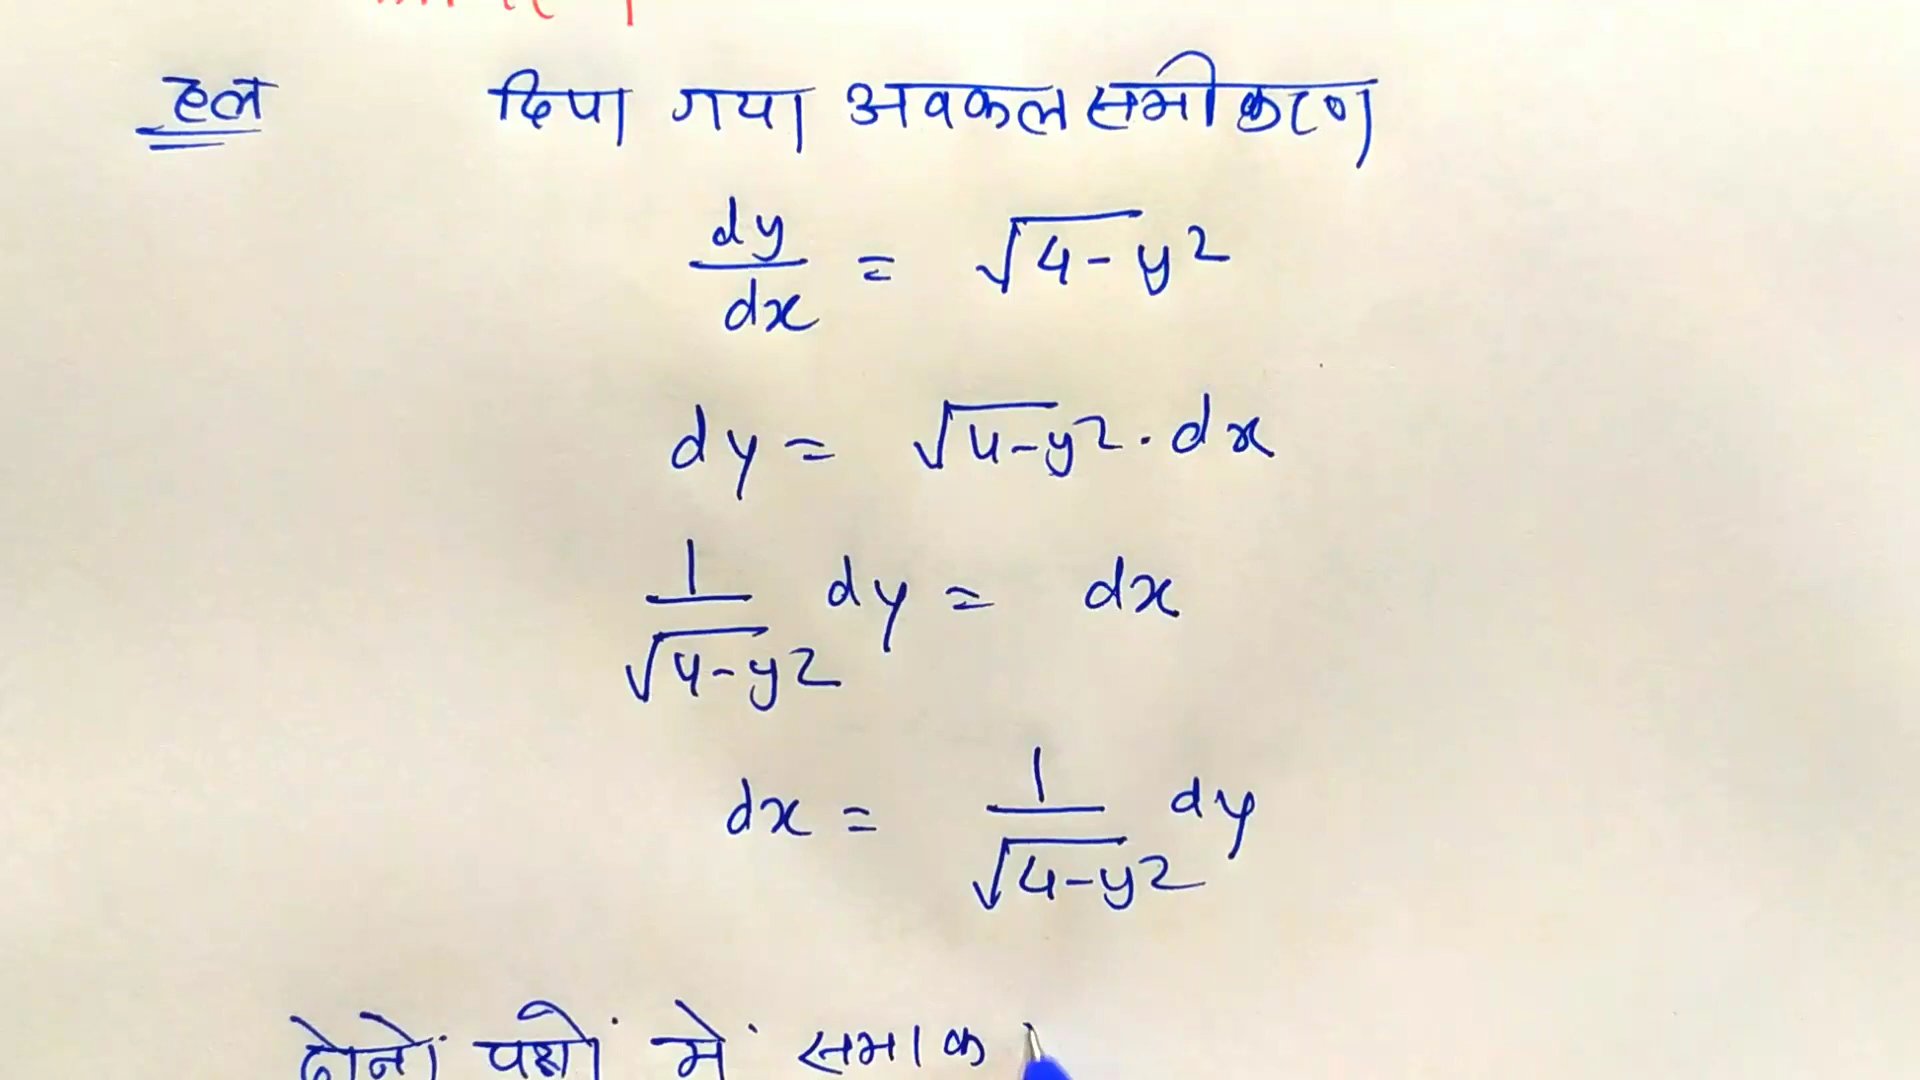 हल दिया गया अवकल समीकरण
dy/dx = √4-y²
dy = √4-y² · dx
1/√4-y² dy = dx
dx = 1/√4-y² dy
दोनों पक्षों में समाक